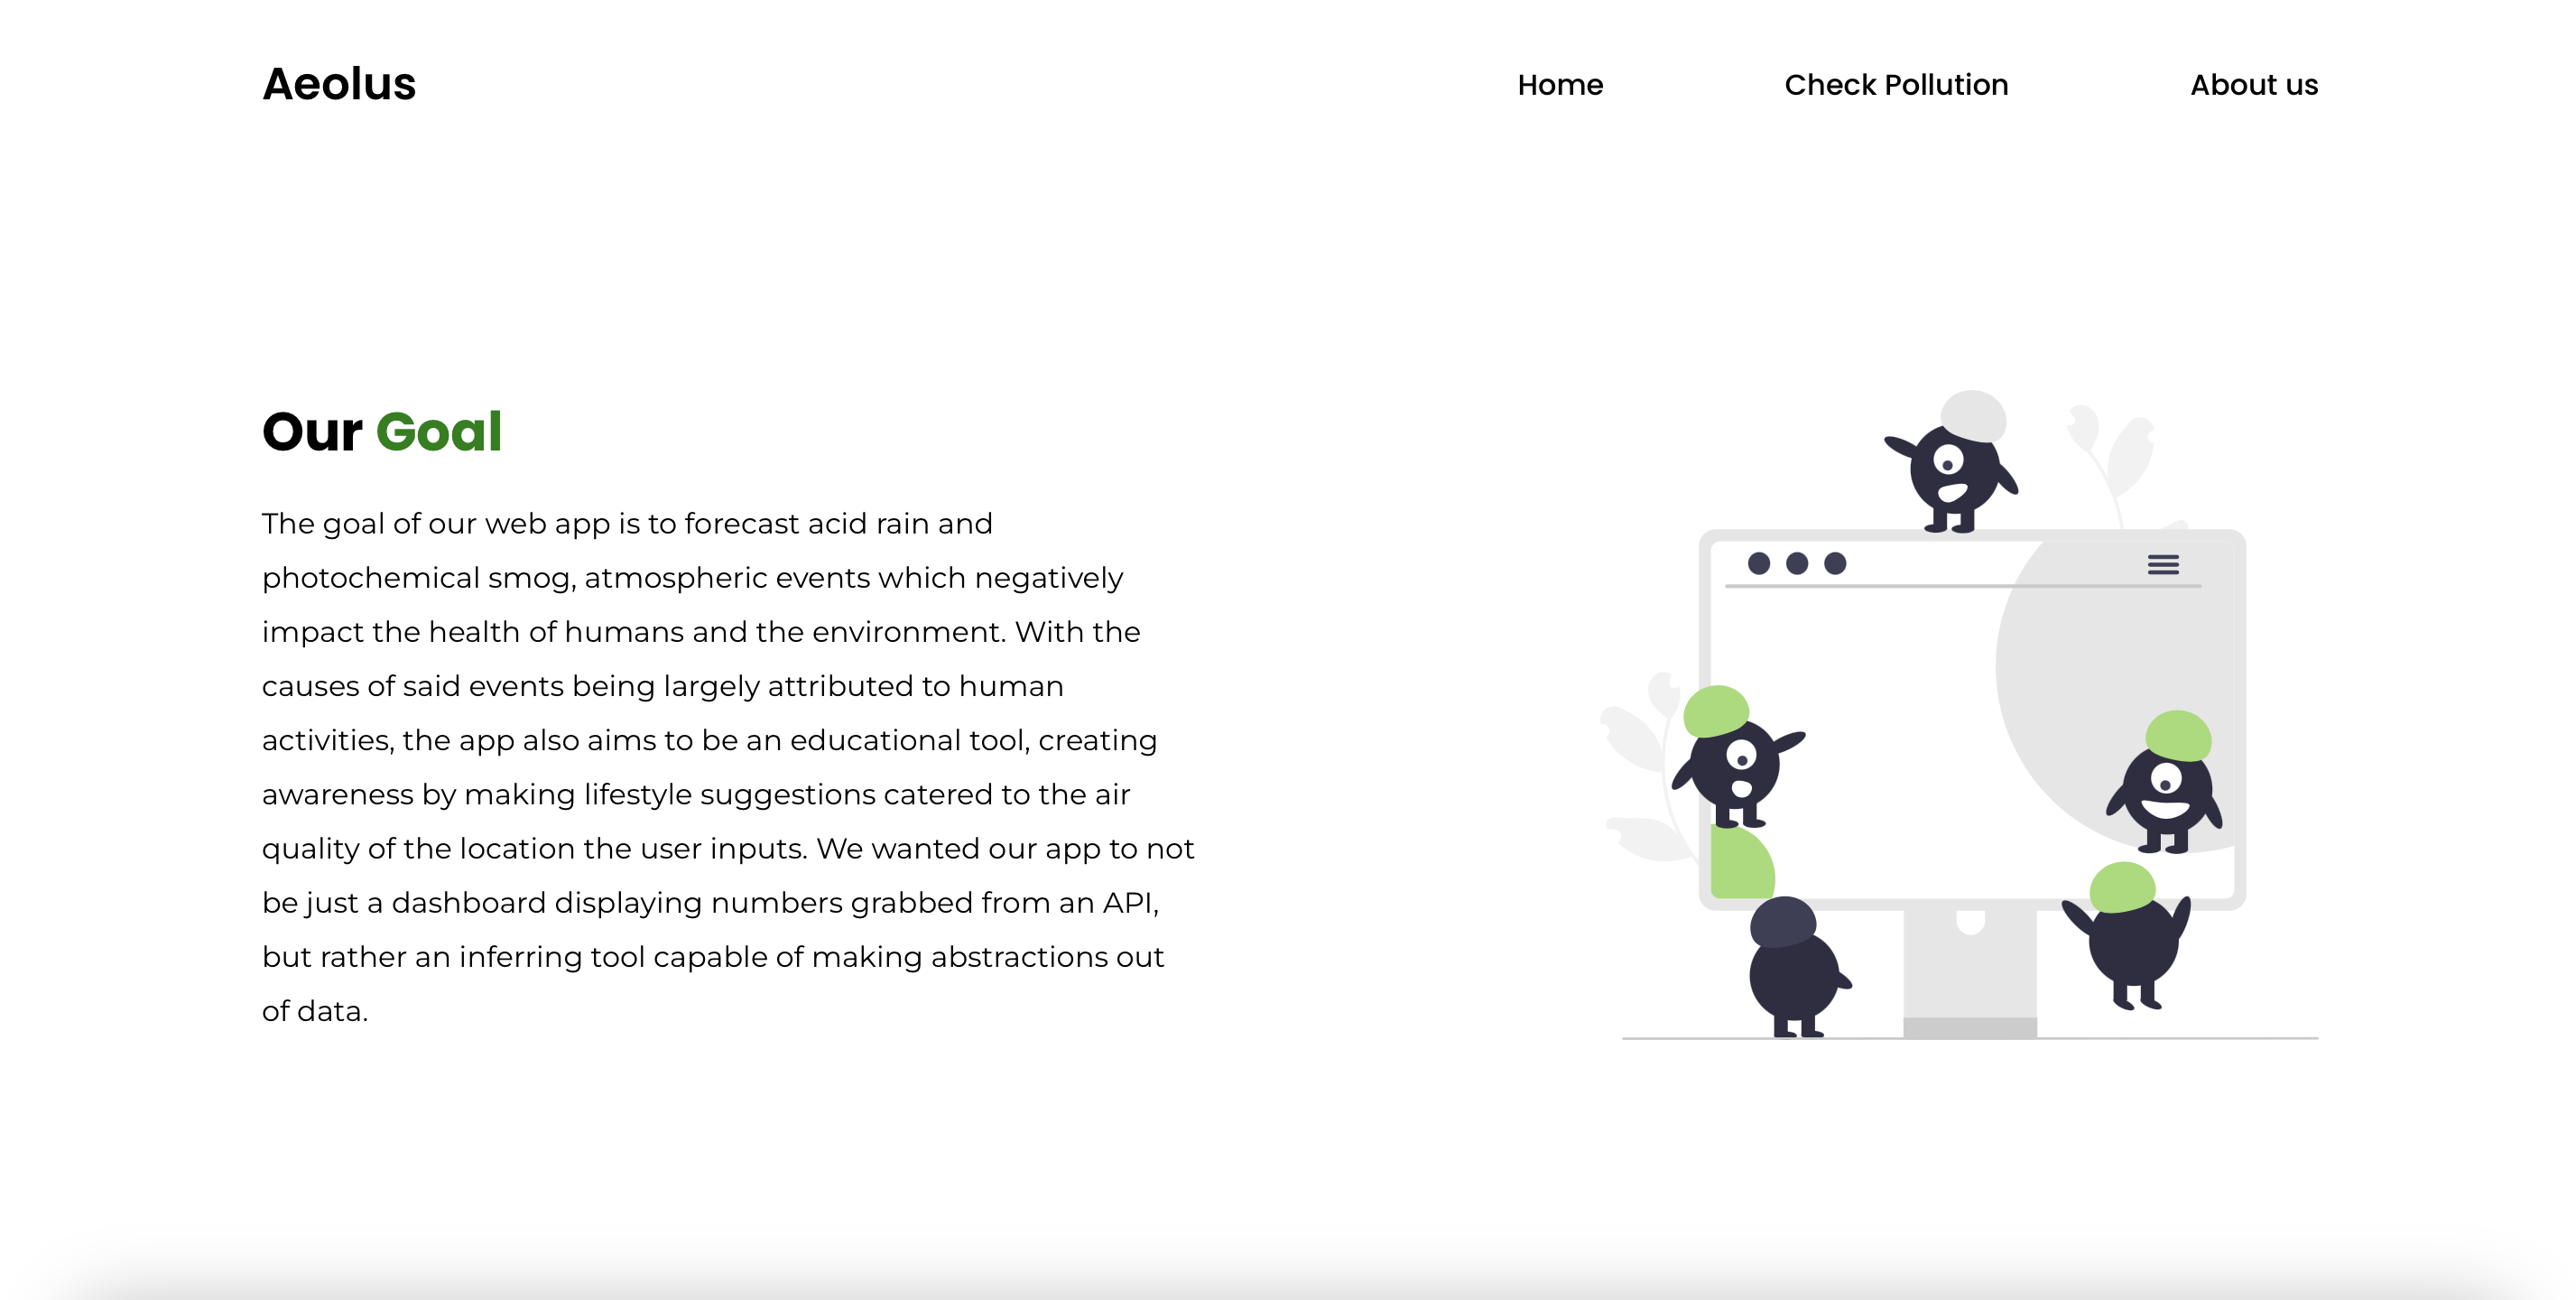 Aeolus
Home
Check Pollution
About us
Our Goal
The goal of our web app is to forecast acid rain and
photochemical smog, atmospheric events which negatively
impact the health of humans and the environment. With the
causes of said events being largely attributed to human
activities, the app also aims to be an educational tool, creating
awareness by making lifestyle suggestions catered to the air
quality of the location the user inputs. We wanted our app to not
be just a dashboard displaying numbers grabbed from an API,
but rather an inferring tool capable of making abstractions out
of data.